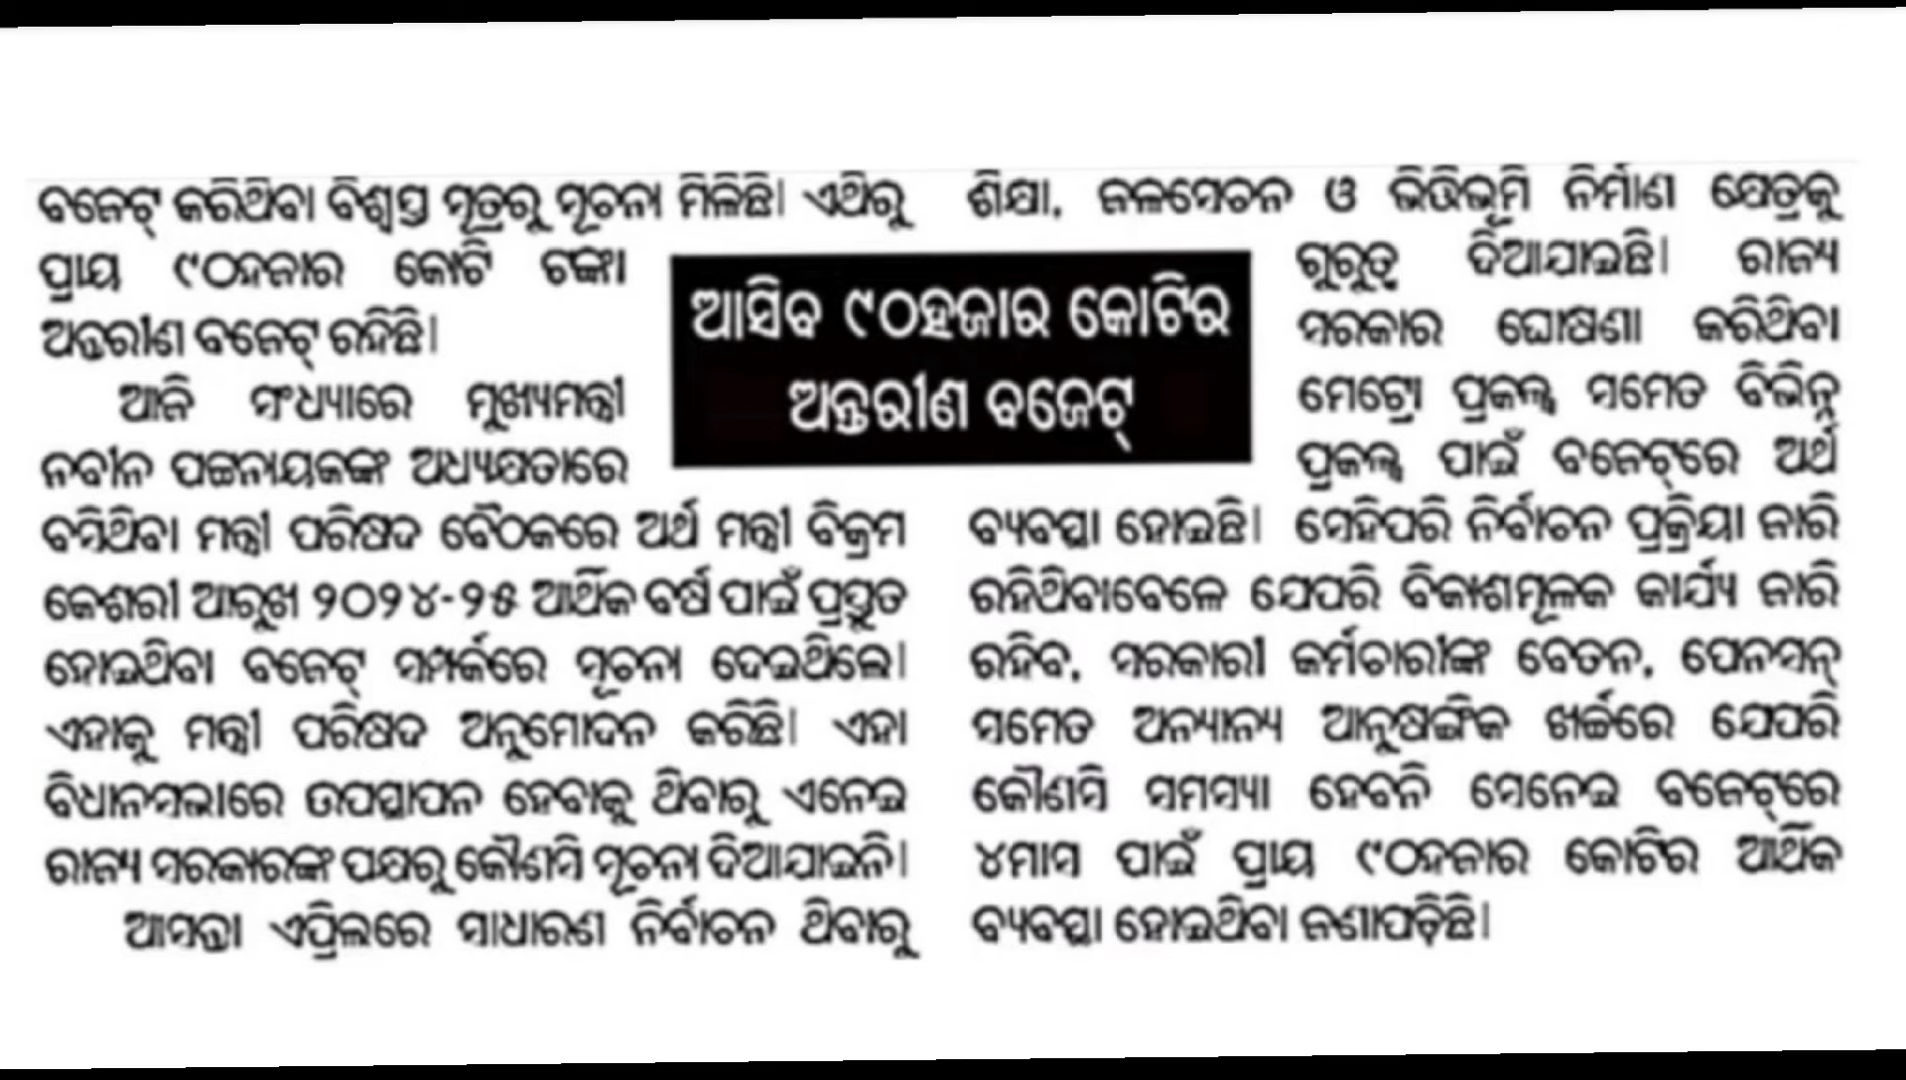 ବଜେଟ୍ କରିଥିବା ବିଶ୍ୱସ୍ତ ସୂତ୍ରରୁ ସୂଚନା ମିଳିଛି। ଏଥିରୁ
ପ୍ରାୟ ୯୦ହଜାର କୋଟି ଟଙ୍କା
ଅନ୍ତରୀଣ ବଜେଟ୍ ରହିଛି।
ଆଜି ସଂଧ୍ୟାରେ ମୁଖ୍ୟମନ୍ତ୍ରୀ
ନବୀନ ପଟ୍ଟନାୟକଙ୍କ ଅଧ୍ୟକ୍ଷତାରେ
ବସିଥିବା ମନ୍ତ୍ରୀ ପରିଷଦ ବୈଠକରେ ଅର୍ଥ ମନ୍ତ୍ରୀ ବିକ୍ରମ
କେଶରୀ ଆରୁଖ ୨୦୨୪-୨୫ ଆର୍ଥିକ ବର୍ଷ ପାଇଁ ପ୍ରସ୍ତୁତ
ହୋଇଥିବା ବଜେଟ୍ ସମ୍ପର୍କରେ ସୂଚନା ଦେଇଥିଲେ।
ଏହାକୁ ମନ୍ତ୍ରୀ ପରିଷଦ ଅନୁମୋଦନ କରିଛି। ଏହା
ବିଧାନସଭାରେ ଉପସ୍ଥାପନ ହେବାକୁ ଥିବାରୁ ଏନେଇ
ରାଜ୍ୟ ସରକାରଙ୍କ ପକ୍ଷରୁ କୌଣସି ସୂଚନା ଦିଆଯାଇନି।
ଆସନ୍ତା ଏପ୍ରିଲରେ ସାଧାରଣ ନିର୍ବାଚନ ଥିବାରୁ
ଆସିବ ୯୦ହଜାର କୋଟିର
ଅନ୍ତରୀଣ ବଜେଟ୍
ଶିକ୍ଷା, ଜଳସେଚନ ଓ ଭିତ୍ତିଭୂମି ନିର୍ମାଣ କ୍ଷେତ୍ରକୁ
ଗୁରୁତ୍ୱ ଦିଆଯାଇଛି। ରାଜ୍ୟ
ସରକାର ଘୋଷଣା କରିଥିବା
ମେଟ୍ରୋ ପ୍ରକଳ୍ପ ସମେତ ବିଭିନ୍ନ
ପ୍ରକଳ୍ପ ପାଇଁ ବଜେଟ୍‌ରେ ଅର୍ଥ
ବ୍ୟବସ୍ଥା ହୋଇଛି। ସେହିପରି ନିର୍ବାଚନ ପ୍ରକ୍ରିୟା ଜାରି
ରହିଥିବାବେଳେ ଯେପରି ବିକାଶମୂଳକ କାର୍ଯ୍ୟ ଜାରି
ରହିବ, ସରକାରୀ କର୍ମଚାରୀଙ୍କ ବେତନ, ପେନସନ୍
ସମେତ ଅନ୍ୟାନ୍ୟ ଆନୁଷଙ୍ଗିକ ଖର୍ଚ୍ଚରେ ଯେପରି
କୌଣସି ସମସ୍ୟା ହେବନି ସେନେଇ ବଜେଟ୍‌ରେ
୪ମାସ ପାଇଁ ପ୍ରାୟ ୯୦ହଜାର କୋଟିର ଆର୍ଥିକ
ବ୍ୟବସ୍ଥା ହୋଇଥିବା ଜଣାପଡ଼ିଛି।